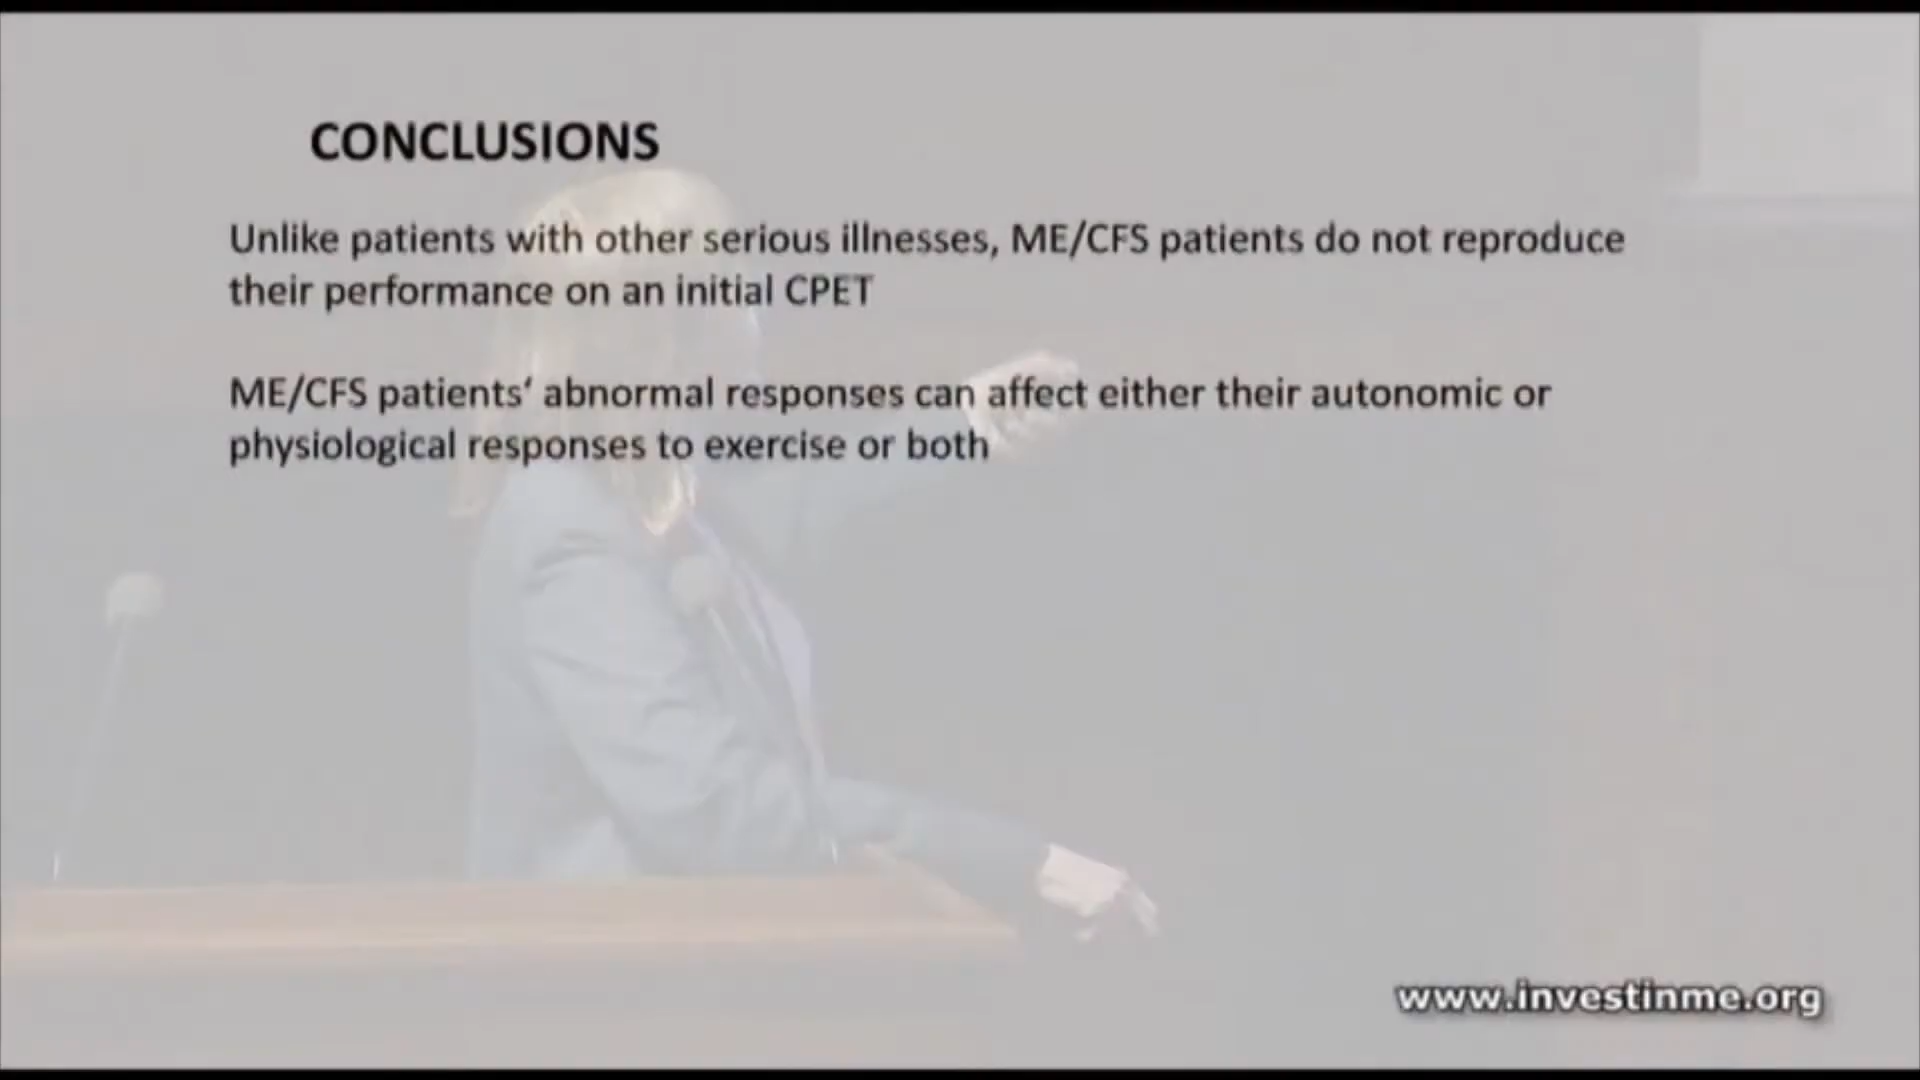 CONCLUSIONS
Unlike patients with other serious illnesses, ME/CFS patients do not reproduce
their performance on an initial CPET
ME/CFS patients‘ abnormal responses can affect either their autonomic or
physiological responses to exercise or both
www.investinme.org